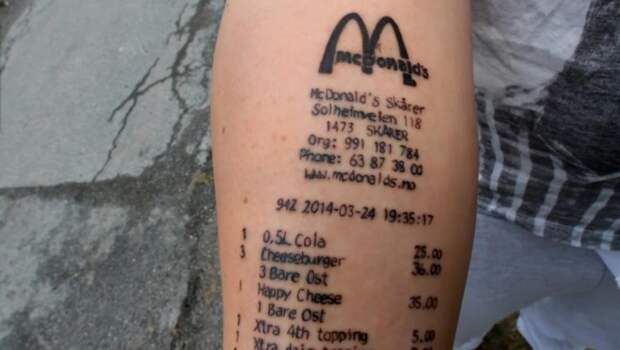 McDonald's
McDonald's Skårer
Solheimveien 118
1473 SKÅRER
Org: 991 181 784
Phone: 63 87 38 00
www.mcdonalds.no
942 2014-03-24 19:35:17
1 0,5L Cola 25.00
3 Cheeseburger 36.00
3 Bare Ost
1 Happy Cheese 35.00
1 Bare Ost
1 Xtra 4th topping 5.00
Xtra